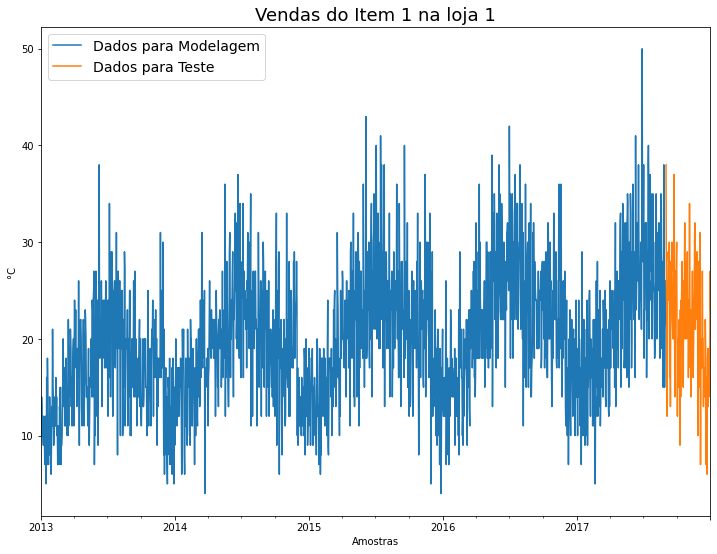 Vendas do Item 1 na loja 1
Dados para Modelagem
Dados para Teste
50
40
30
20
10
°C
2013
2014
2015
2016
2017
Amostras